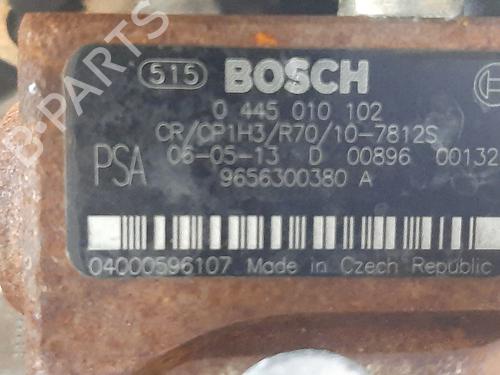 515 BOSCH
0 445 010 102
CR/CP1H3/R70/10-7812S
PSA 06-05-13 D 00896 00132
9656300380 A
04000596107 Made in Czech Republic
B-PARTS